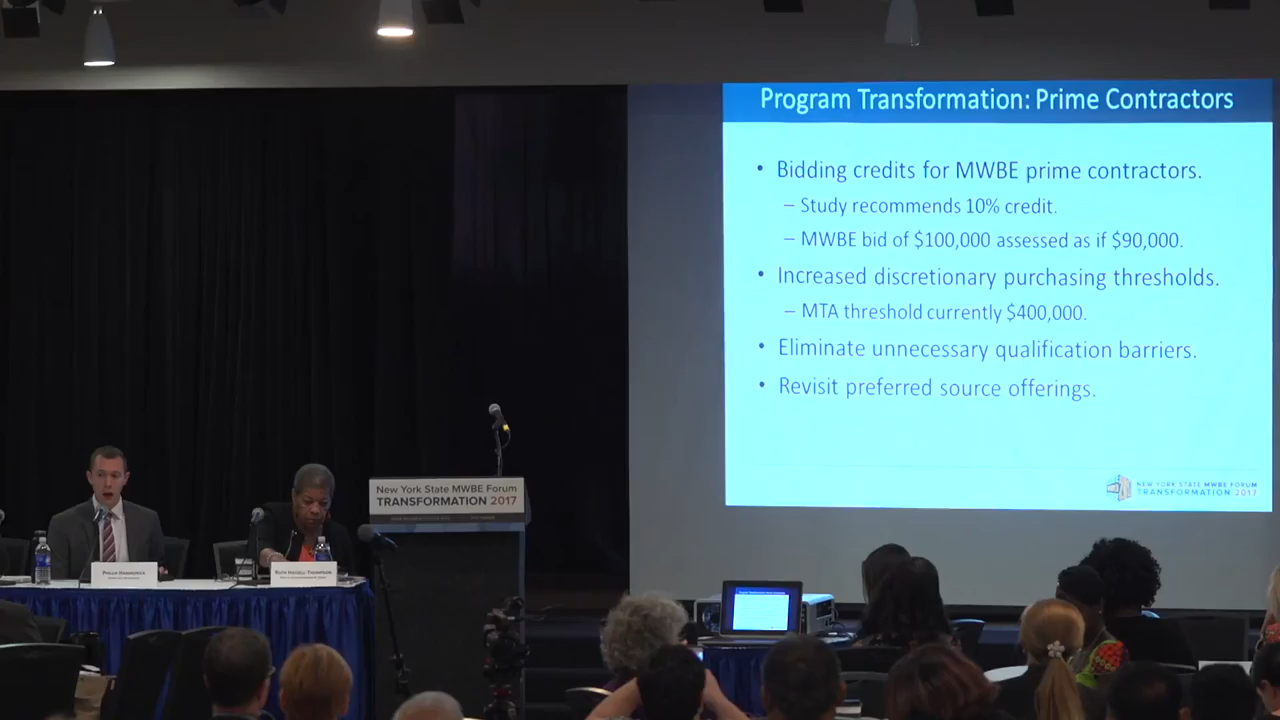 Program Transformation: Prime Contractors
• Bidding credits for MWBE prime contractors.
– Study recommends 10% credit.
– MWBE bid of $100,000 assessed as if $90,000.
• Increased discretionary purchasing thresholds.
– MTA threshold currently $400,000.
• Eliminate unnecessary qualification barriers.
• Revisit preferred source offerings.
NEW YORK STATE MWBE FORUM
TRANSFORMATION 2017
New York State MWBE Forum
TRANSFORMATION 2017